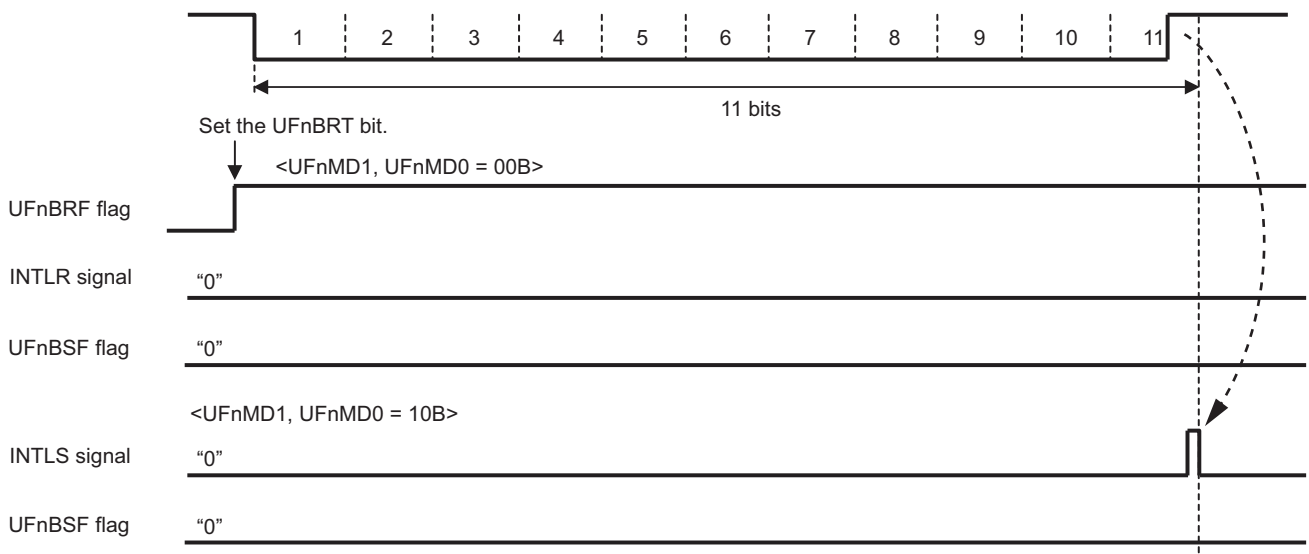 1 2 3 4 5 6 7 8 9 10 11
11 bits
Set the UFnBRT bit.
<UFnMD1, UFnMD0 = 00B>
UFnBRF flag
INTLR signal “0”
UFnBSF flag “0”
<UFnMD1, UFnMD0 = 10B>
INTLS signal “0”
UFnBSF flag “0”